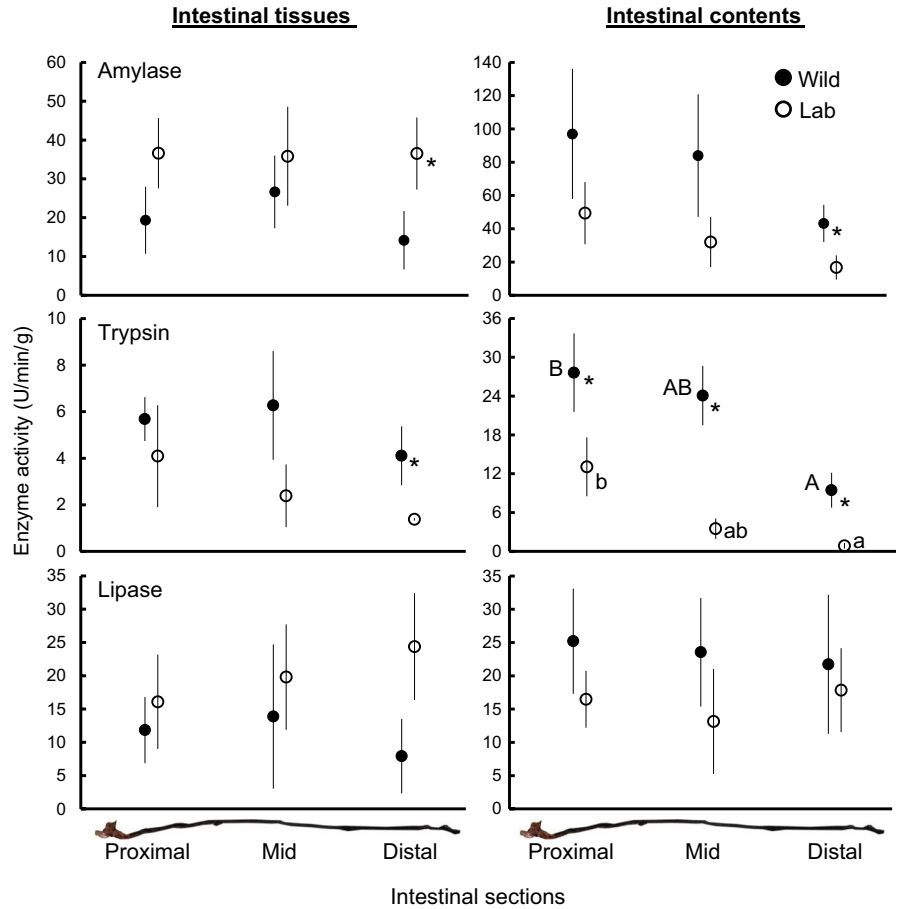 Intestinal tissues
Intestinal contents
Enzyme activity (U/min/g)
Amylase
60
50
40
30
20
10
0
*
140
120
100
80
60
40
20
0
Wild
Lab
*
Trypsin
10
8
6
4
2
0
*
36
30
24
18
12
6
0
B *
AB *
A *
b
ab
a
Lipase
35
30
25
20
15
10
5
0
35
30
25
20
15
10
5
0
Proximal Mid Distal
Proximal Mid Distal
Intestinal sections